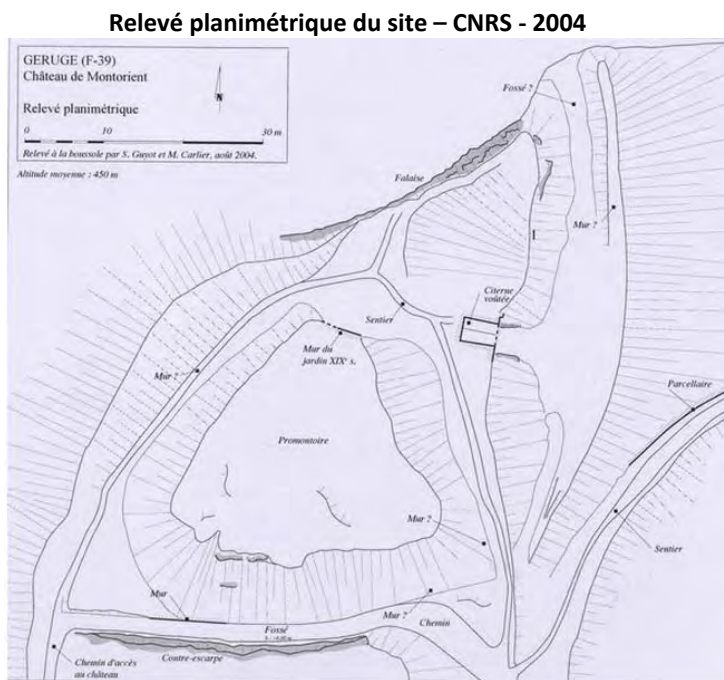 Relevé planimétrique du site – CNRS - 2004
GERUGE (F-39)
Château de Montorient
N
Relevé planimétrique
0 10 30 m
Relevé à la boussole par S. Guyot et M. Carlier, août 2004.
Altitude moyenne : 450 m
Fossé ?
Falaise
Mur ?
Citerne
voûtée
Sentier
Mur du
jardin XIXe s.
Mur ?
Parcellaire
Promontoire
Mur ?
Sentier
Mur
Mur ?
Fossé
Chemin
Contre-escarpe
Chemin d'accès
au château